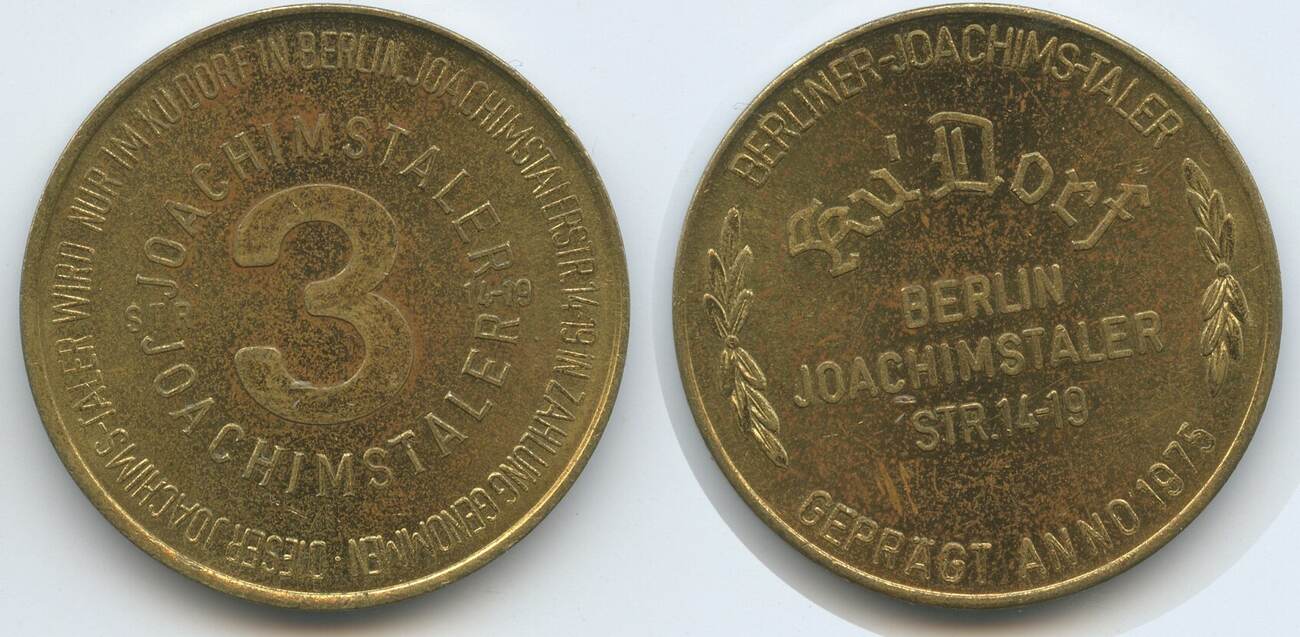 DIESER JOACHIMS-TALER WIRD NUR IM KU'DORF IN BERLIN, JOACHIMSTALERSTR. 14-19 IN ZAHLUNG GENOMMEN ·
JOACHIMSTALER
STR. 14-19
3
JOACHIMSTALER
BERLINER-JOACHIMS-TALER
Ku'Dorf
BERLIN
JOACHIMSTALER
STR. 14-19
GEPRÄGT ANNO 1975